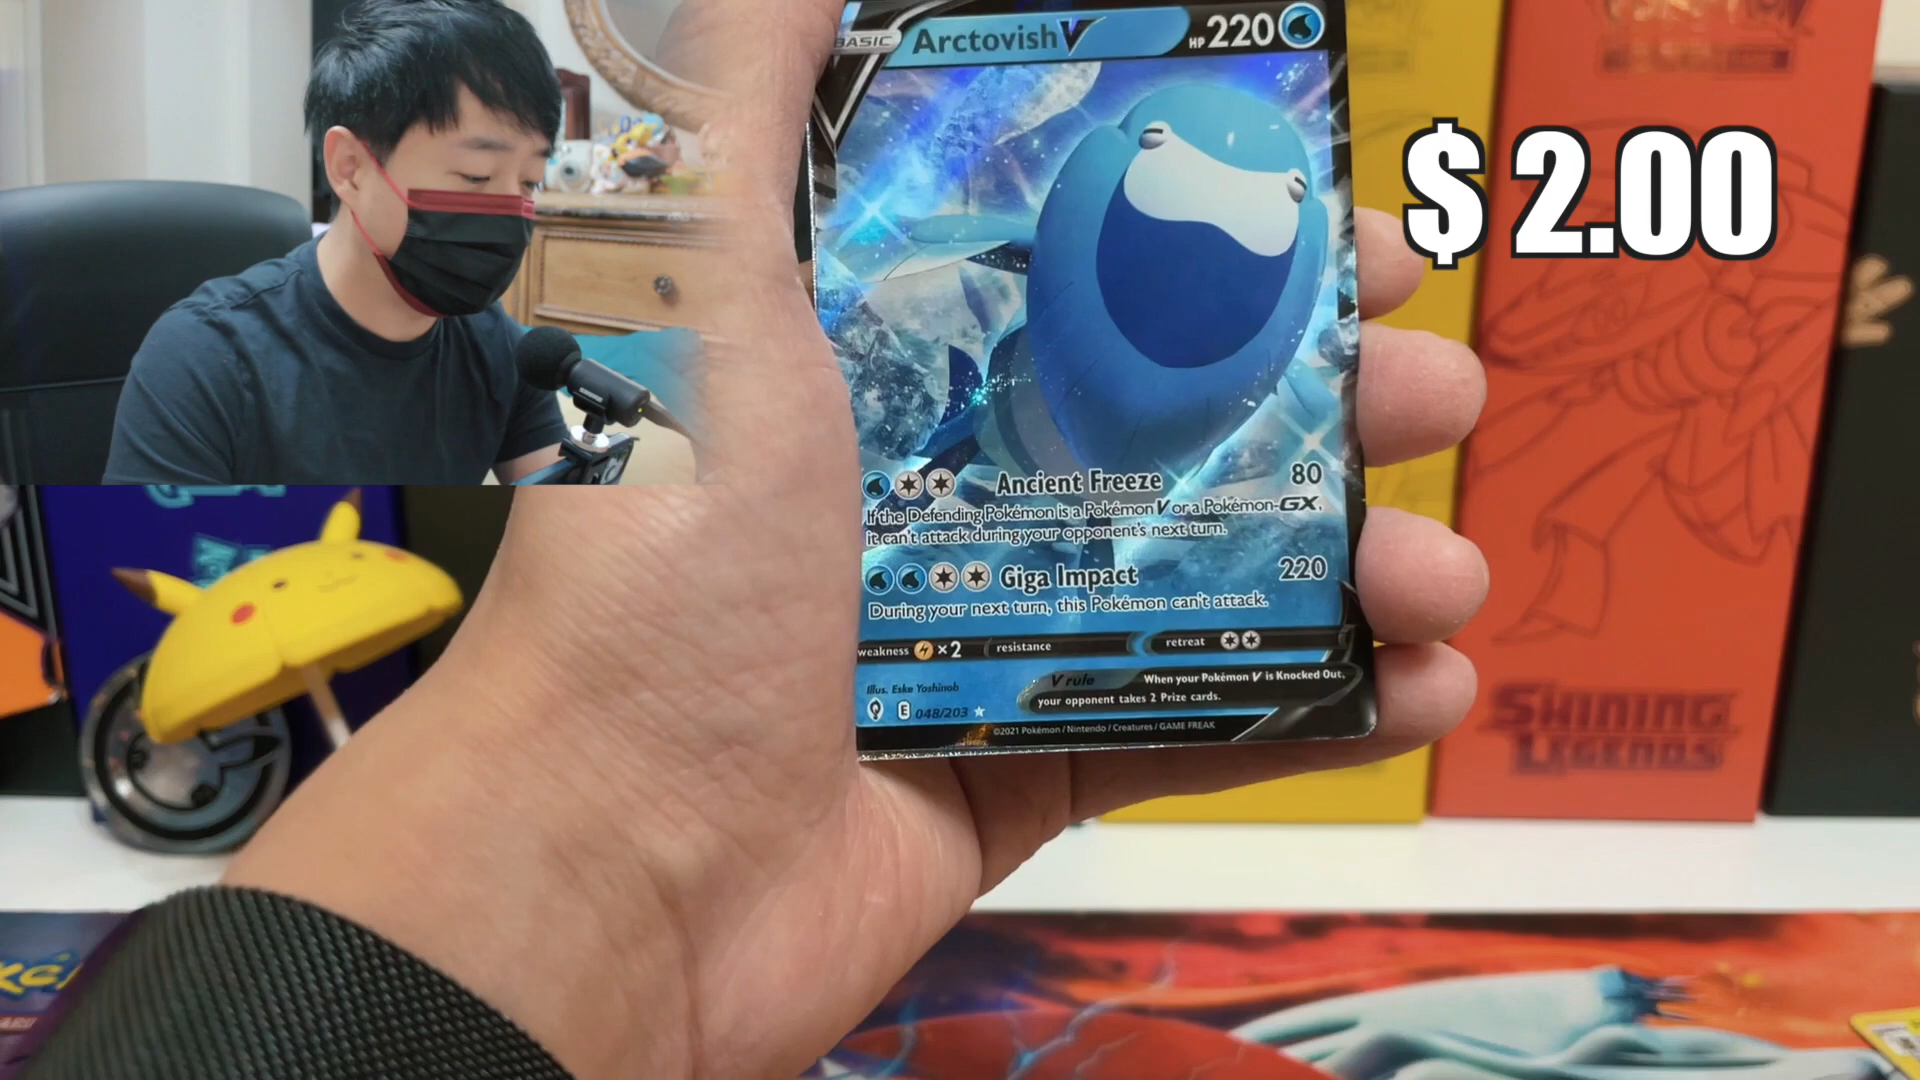 BASIC Arctovish V HP 220
$ 2.00
Ancient Freeze 80
If the Defending Pokémon is a Pokémon V or a Pokémon-GX,
it can't attack during your opponent's next turn.
Giga Impact 220
During your next turn, this Pokémon can't attack.
weakness ×2 resistance retreat
V rule When your Pokémon V is Knocked Out,
your opponent takes 2 Prize cards.
Illus. Eske Yoshinob
E 048/203
©2021 Pokémon / Nintendo / Creatures / GAME FREAK
SHINING
LEGENDS